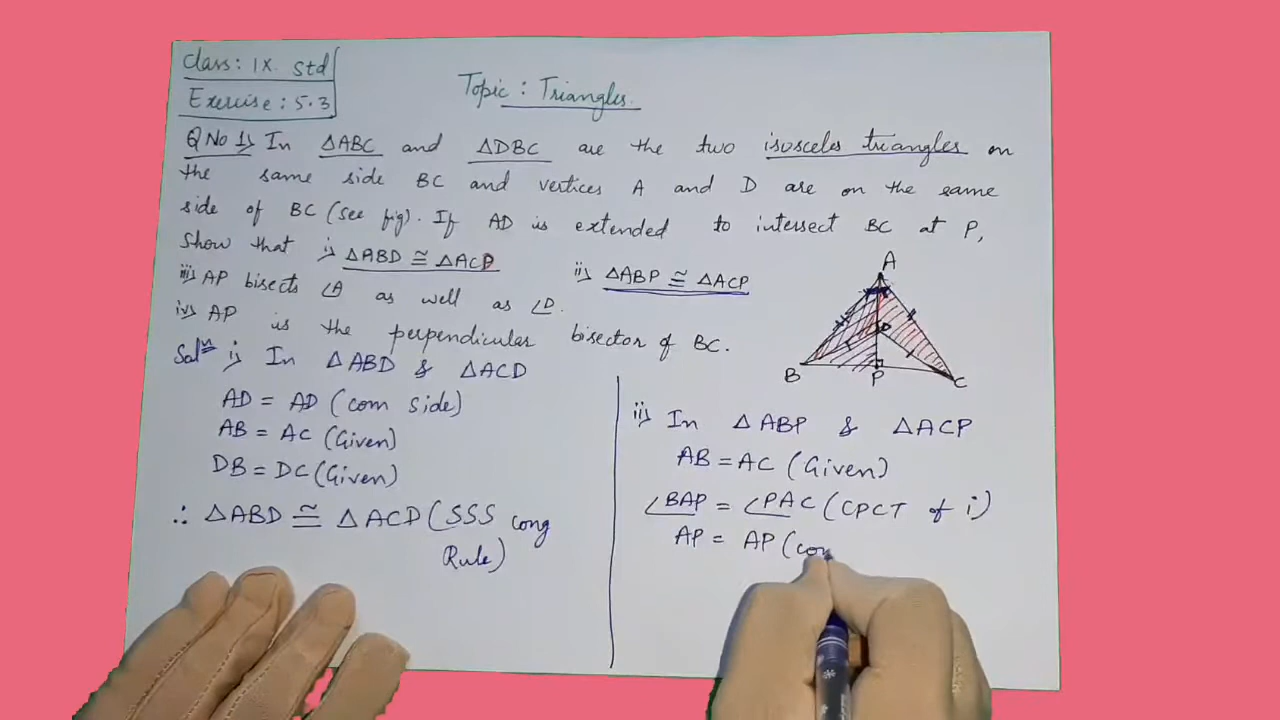 Class: IX. Std
Exercise: 5.3
Topic: Triangles.
Q No 1) In ΔABC and ΔDBC are the two isosceles triangles on
the same side BC and vertices A and D are on the same
side of BC (see fig). If AD is extended to intersect BC at P,
Show that i) ΔABD ≅ ΔACD ii) ΔABP ≅ ΔACP
iii) AP bisects ∠A as well as ∠D.
iv) AP is the perpendicular bisector of BC.
A
D
B
P
C
Solⁿ i) In ΔABD & ΔACD
AD = AD (com side)
AB = AC (Given)
DB = DC (Given)
∴ ΔABD ≅ ΔACD (SSS cong
Rule)
ii) In ΔABP & ΔACP
AB = AC (Given)
∠BAP = ∠PAC (CPCT of i)
AP = AP (com